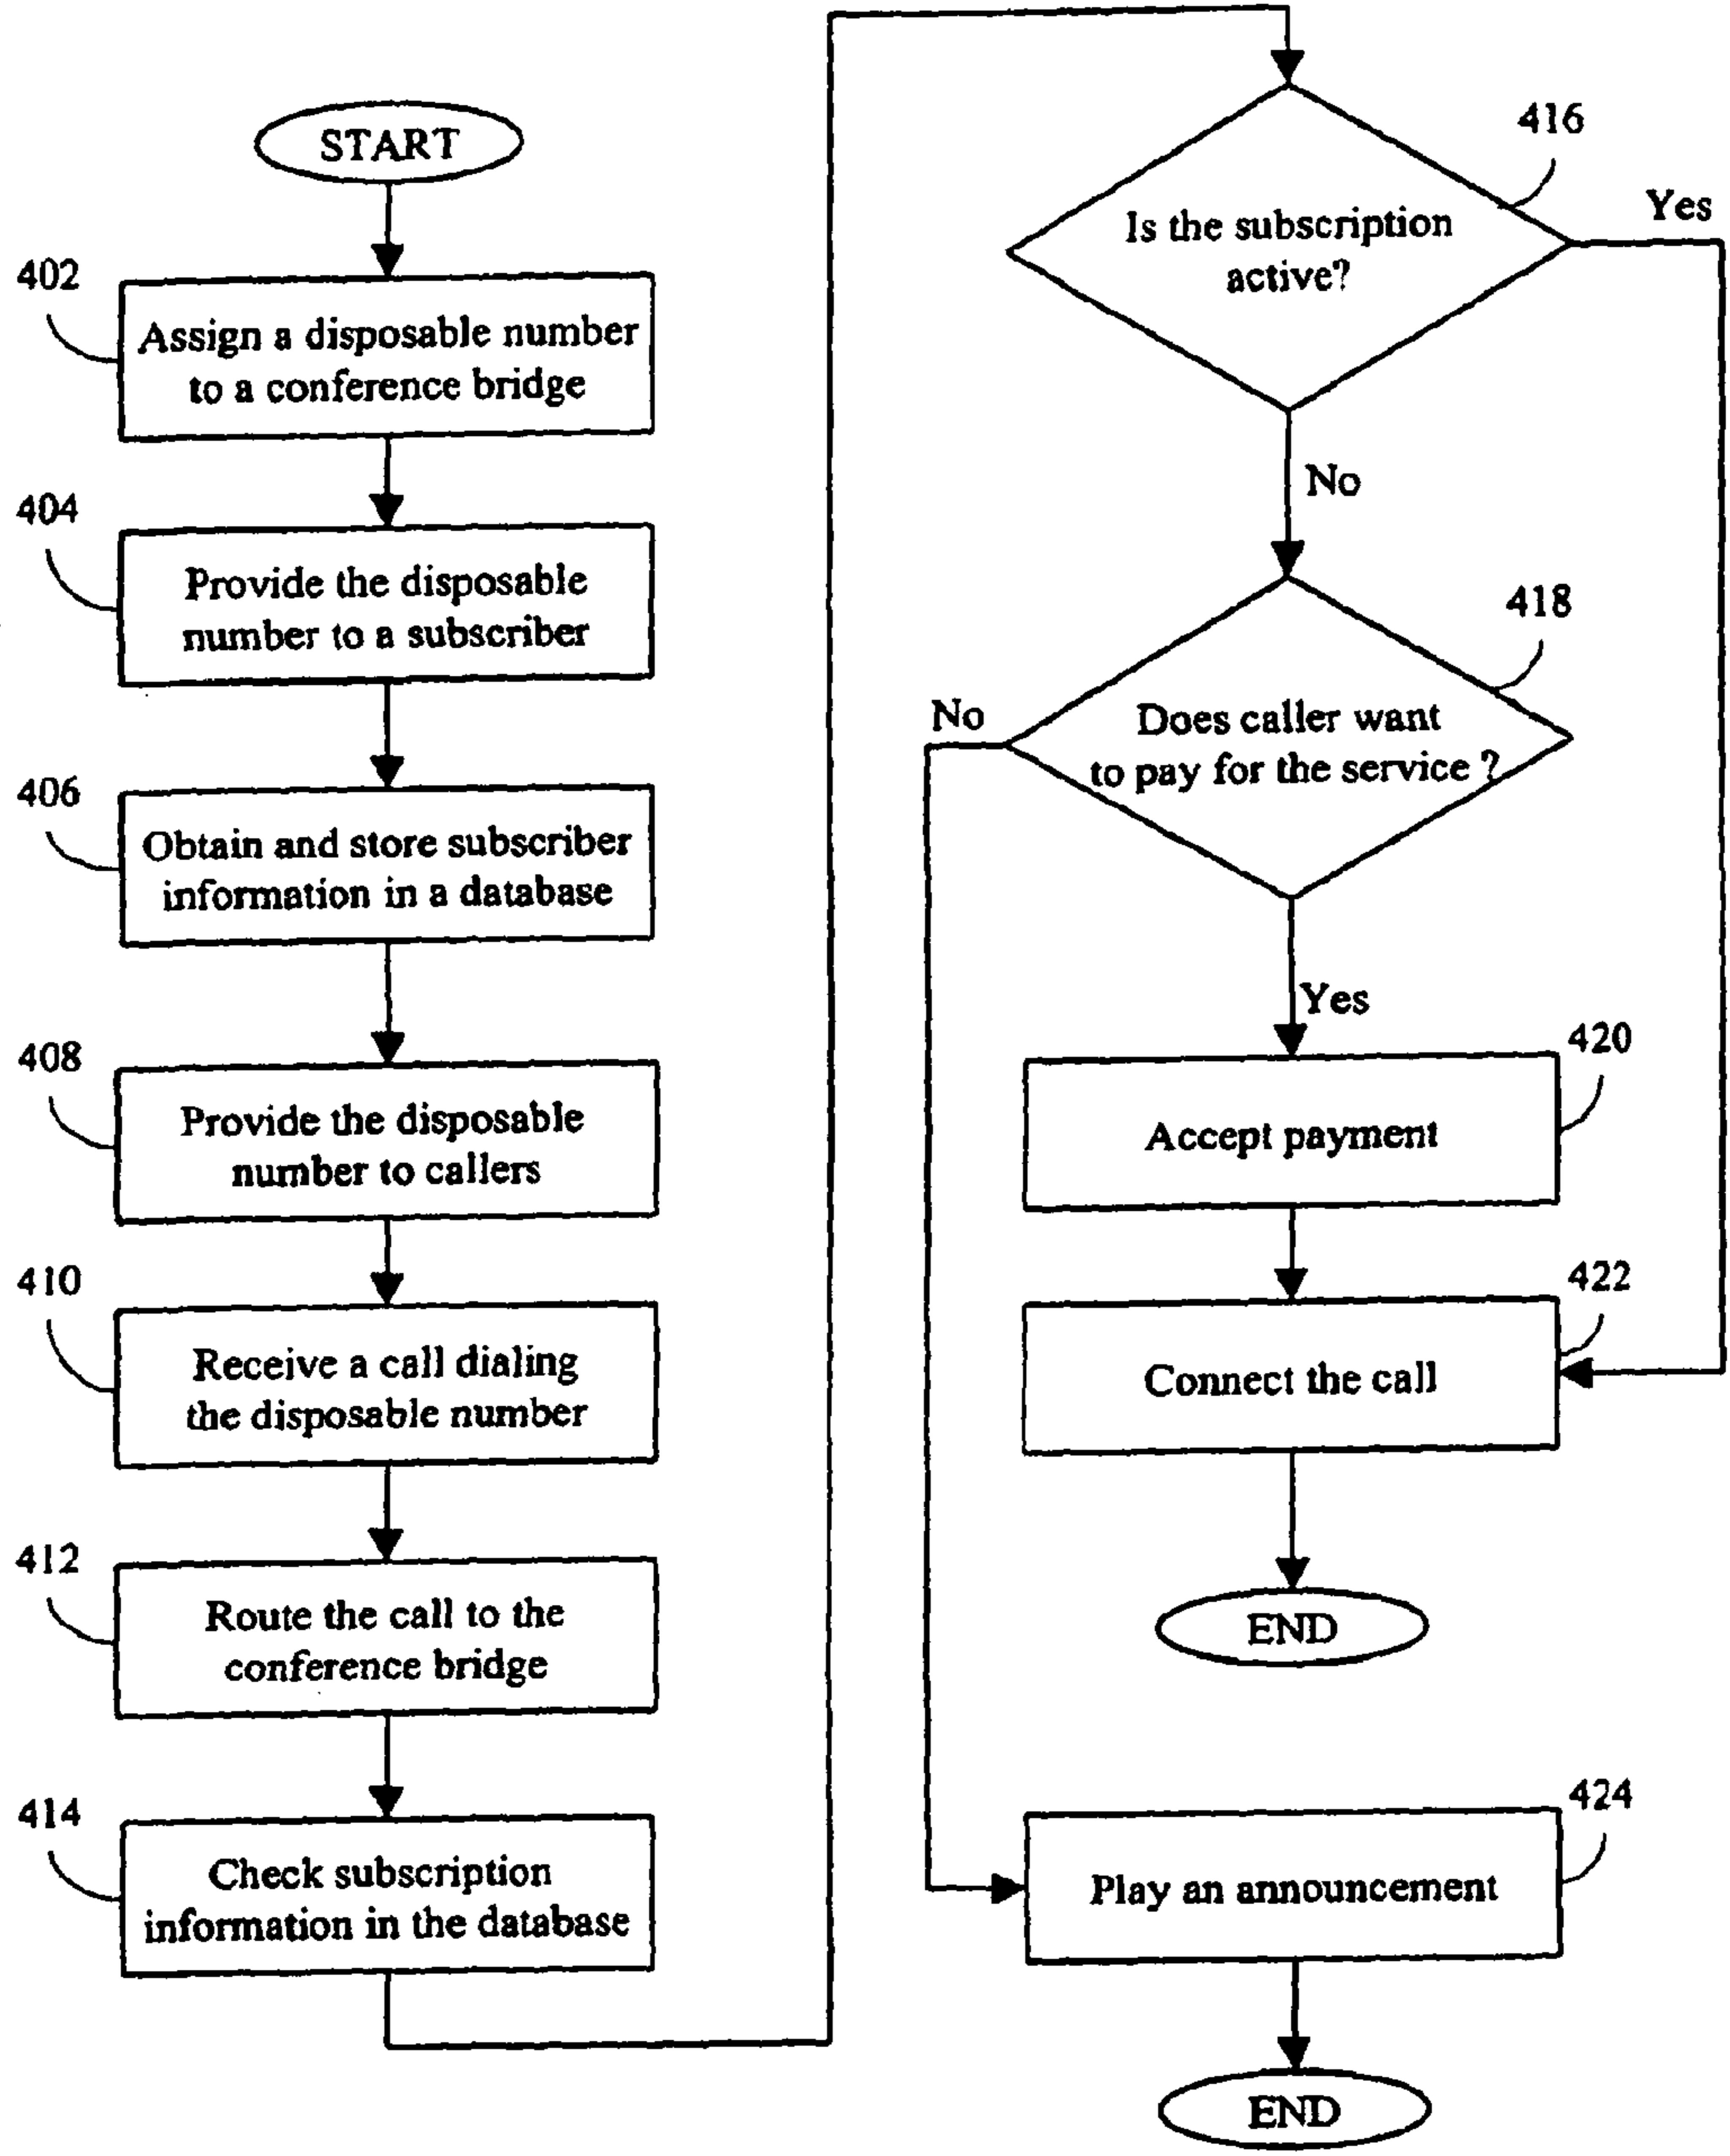 START
402
Assign a disposable number
to a conference bridge
404
Provide the disposable
number to a subscriber
406
Obtain and store subscriber
information in a database
408
Provide the disposable
number to callers
410
Receive a call dialing
the disposable number
412
Route the call to the
conference bridge
414
Check subscription
information in the database
416
Is the subscription
active?
Yes
No
418
Does caller want
to pay for the service ?
No
Yes
420
Accept payment
422
Connect the call
END
424
Play an announcement
END